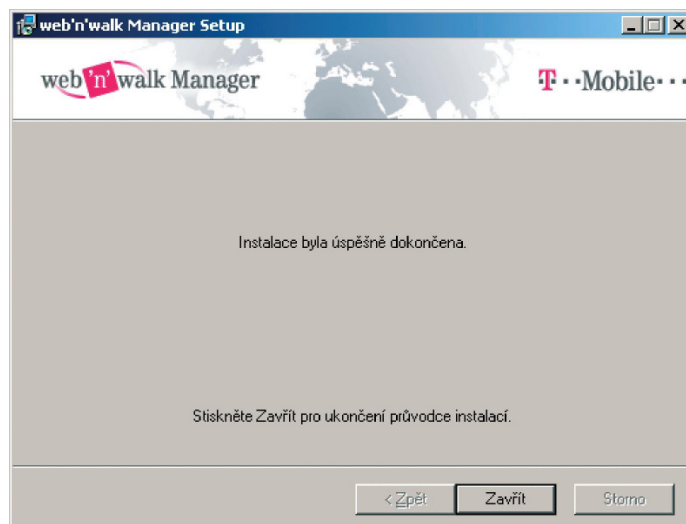 web'n'walk Manager Setup
web'n'walk Manager
T··Mobile···
Instalace byla úspěšně dokončena.
Stiskněte Zavřít pro ukončení průvodce instalací.
< Zpět
Zavřít
Storno